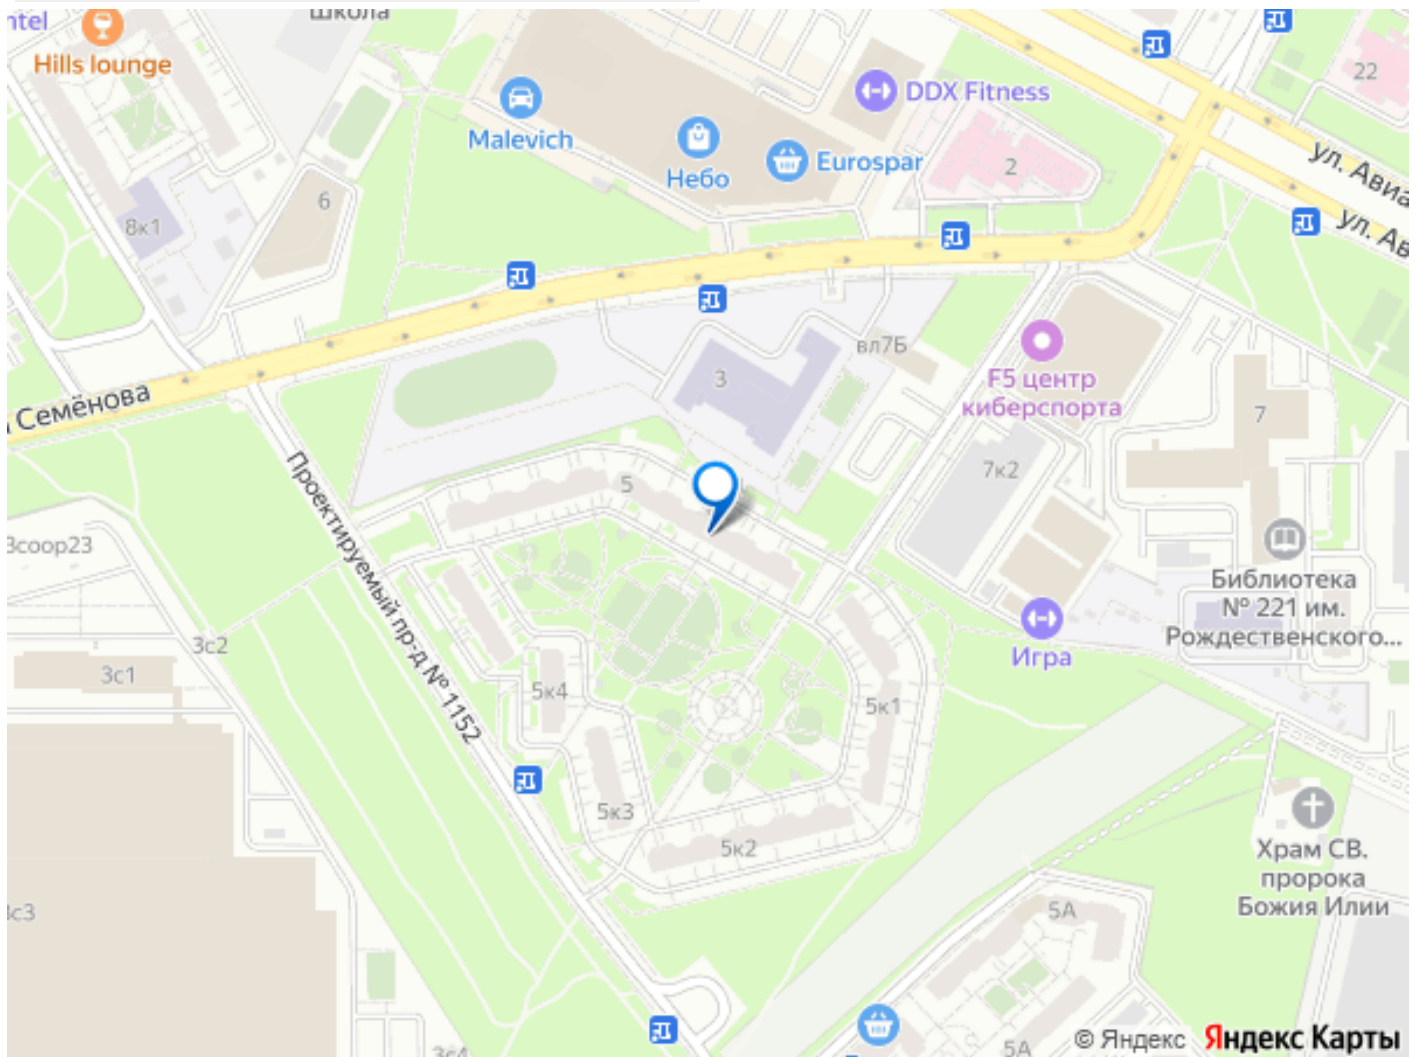 ntel
Hills lounge
школа
Malevich
Небо
Eurospar
DDX Fitness
2
22
ул. Авиа
ул. Ав
6
8к1
я Семёнова
3
вл7Б
F5 центр
киберспорта
7
7к2
5
Проектируемый пр-д № 1152
3соор23
3с2
3с1
5к4
5к3
5к2
5к1
Игра
Библиотека
№ 221 им.
Рождественского...
Храм СВ.
пророка
Божия Илии
3с3
3с4
5А
5А
© Яндекс Яндекс Карты